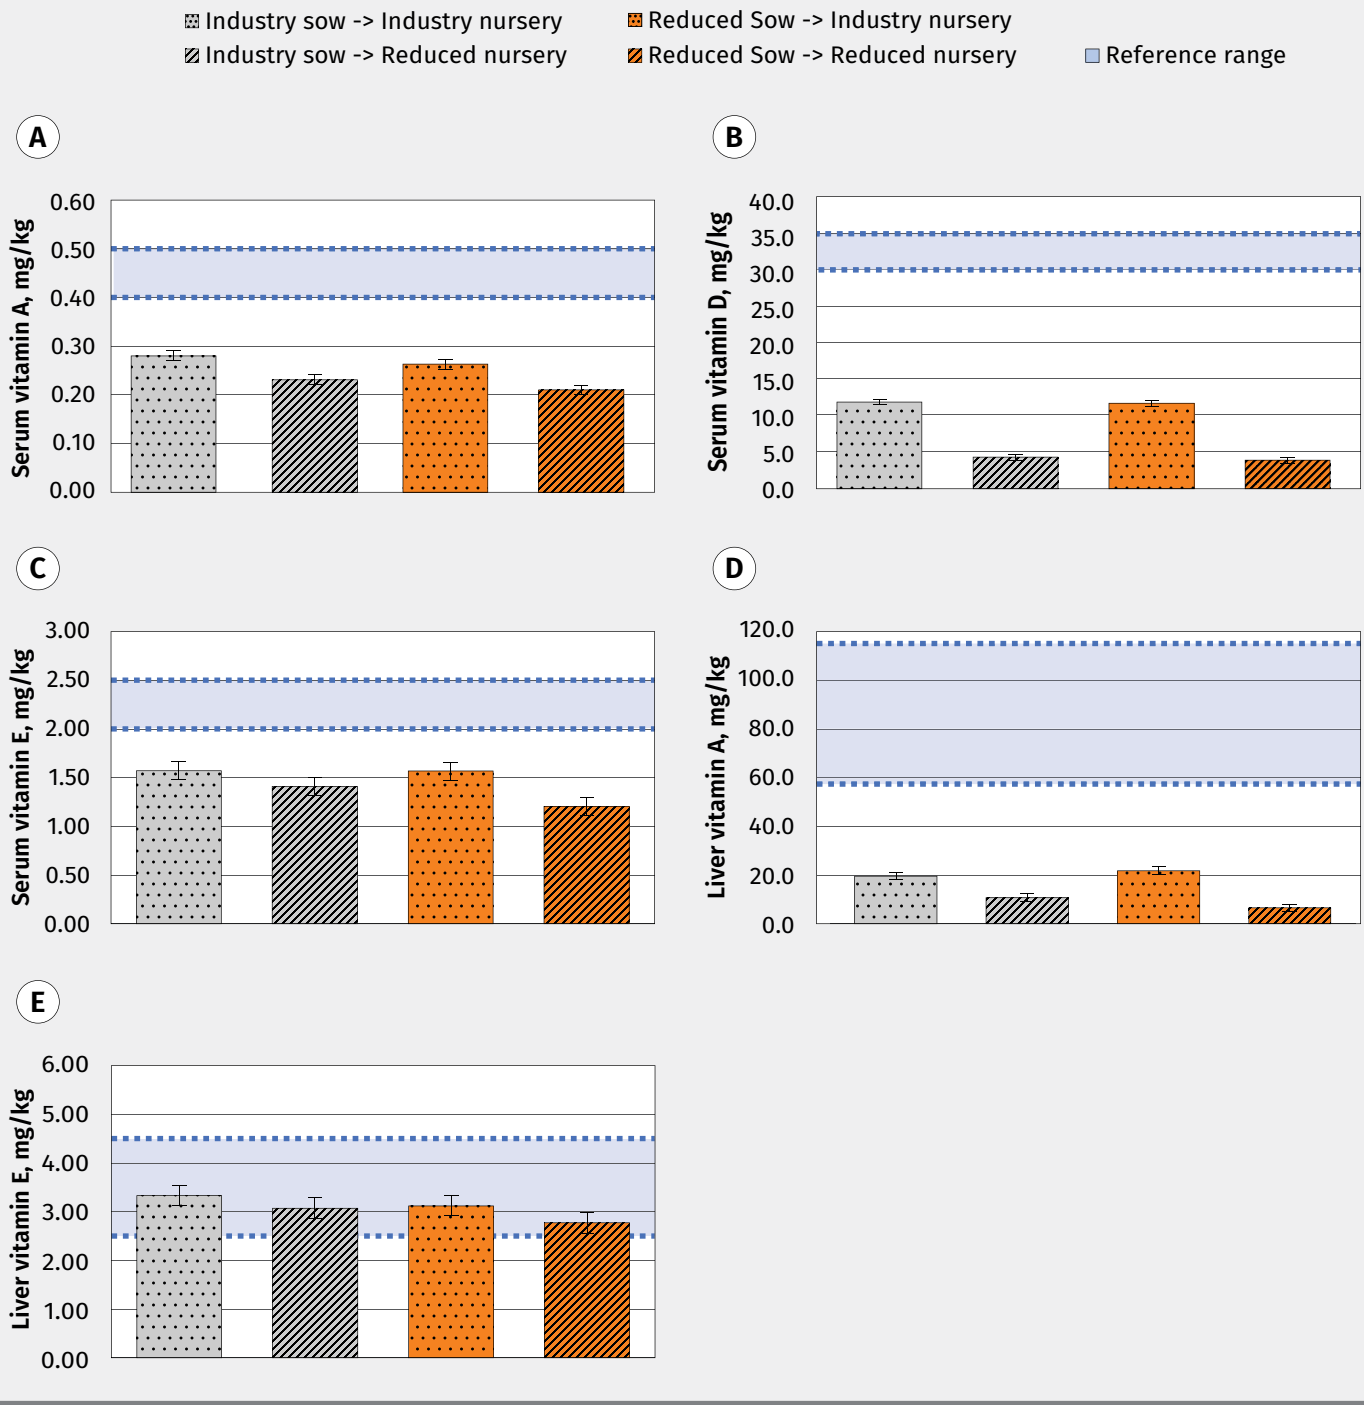 Industry sow -> Industry nursery
Reduced Sow -> Industry nursery
Industry sow -> Reduced nursery
Reduced Sow -> Reduced nursery
Reference range
A
Serum vitamin A, mg/kg
0.60
0.50
0.40
0.30
0.20
0.10
0.00
B
Serum vitamin D, mg/kg
40.0
35.0
30.0
25.0
20.0
15.0
10.0
5.0
0.0
C
Serum vitamin E, mg/kg
3.00
2.50
2.00
1.50
1.00
0.50
0.00
D
Liver vitamin A, mg/kg
120.0
100.0
80.0
60.0
40.0
20.0
0.0
E
Liver vitamin E, mg/kg
6.00
5.00
4.00
3.00
2.00
1.00
0.00